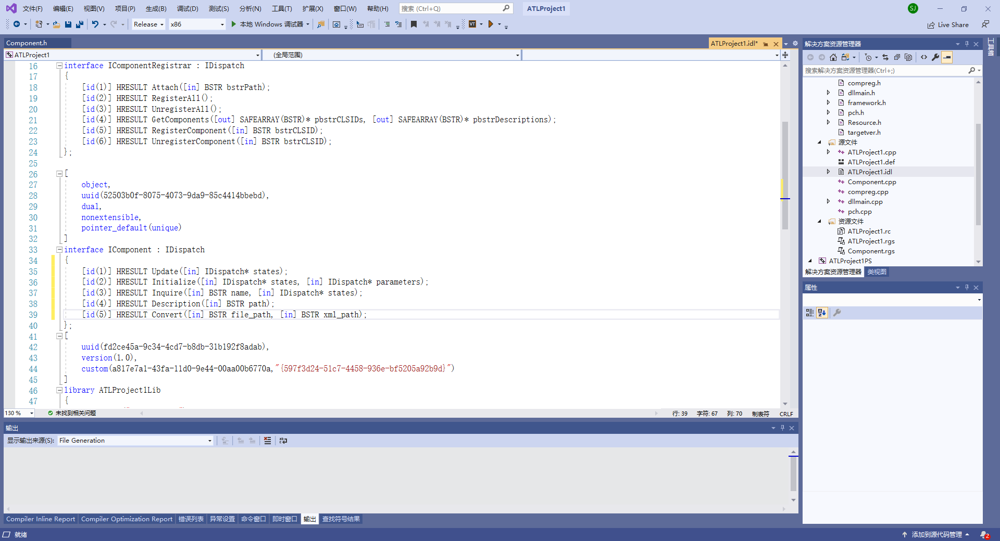 文件(F) 编辑(E) 视图(V) 项目(P) 生成(B) 调试(D) 测试(S) 分析(N) 工具(T) 扩展(X) 窗口(W) 帮助(H) 搜索 (Ctrl+Q) ATLProject1 SJ
Release x86 本地 Windows 调试器 VT Live Share
Component.h ATLProject1.idl*
ATLProject1 (全局范围)
16 interface IComponentRegistrar : IDispatch
17 {
18 [id(1)] HRESULT Attach([in] BSTR bstrPath);
19 [id(2)] HRESULT RegisterAll();
20 [id(3)] HRESULT UnregisterAll();
21 [id(4)] HRESULT GetComponents([out] SAFEARRAY(BSTR)* pbstrCLSIDs, [out] SAFEARRAY(BSTR)* pbstrDescriptions);
22 [id(5)] HRESULT RegisterComponent([in] BSTR bstrCLSID);
23 [id(6)] HRESULT UnregisterComponent([in] BSTR bstrCLSID);
24 };
25
26 [
27 object,
28 uuid(52503b0f-8075-4073-9da9-85c4414bbebd),
29 dual,
30 nonextensible,
31 pointer_default(unique)
32 ]
33 interface IComponent : IDispatch
34 {
35 [id(1)] HRESULT Update([in] IDispatch* states);
36 [id(2)] HRESULT Initialize([in] IDispatch* states, [in] IDispatch* parameters);
37 [id(3)] HRESULT Inquire([in] BSTR name, [in] IDispatch* states);
38 [id(4)] HRESULT Description([in] BSTR path);
39 [id(5)] HRESULT Convert([in] BSTR file_path, [in] BSTR xml_path);
40 };
41 [
42 uuid(fd2ce45a-9c34-4cd7-b8db-31b192f8adab),
43 version(1.0),
44 custom(a817e7a1-43fa-11d0-9e44-00aa00b6770a,"{597f3d24-51c7-4458-936e-bf5205a92b9d}")
45 ]
46 library ATLProject1Lib
47 {
130 % 未找到相关问题 行: 39 字符: 67 列: 70 制表符 CRLF
输出
显示输出来源(S): File Generation
Compiler Inline Report Compiler Optimization Report 错误列表 异常设置 命令窗口 即时窗口 输出 查找符号结果
解决方案资源管理器
搜索解决方案资源管理器(Ctrl+;)
compreg.h
dllmain.h
framework.h
pch.h
Resource.h
targetver.h
源文件
ATLProject1.cpp
ATLProject1.def
ATLProject1.idl
Component.cpp
compreg.cpp
dllmain.cpp
pch.cpp
资源文件
ATLProject1.rc
ATLProject1.rgs
Component.rgs
ATLProject1PS
解决方案资源管理器 类视图
属性
工具箱
就绪 添加到源代码管理 2